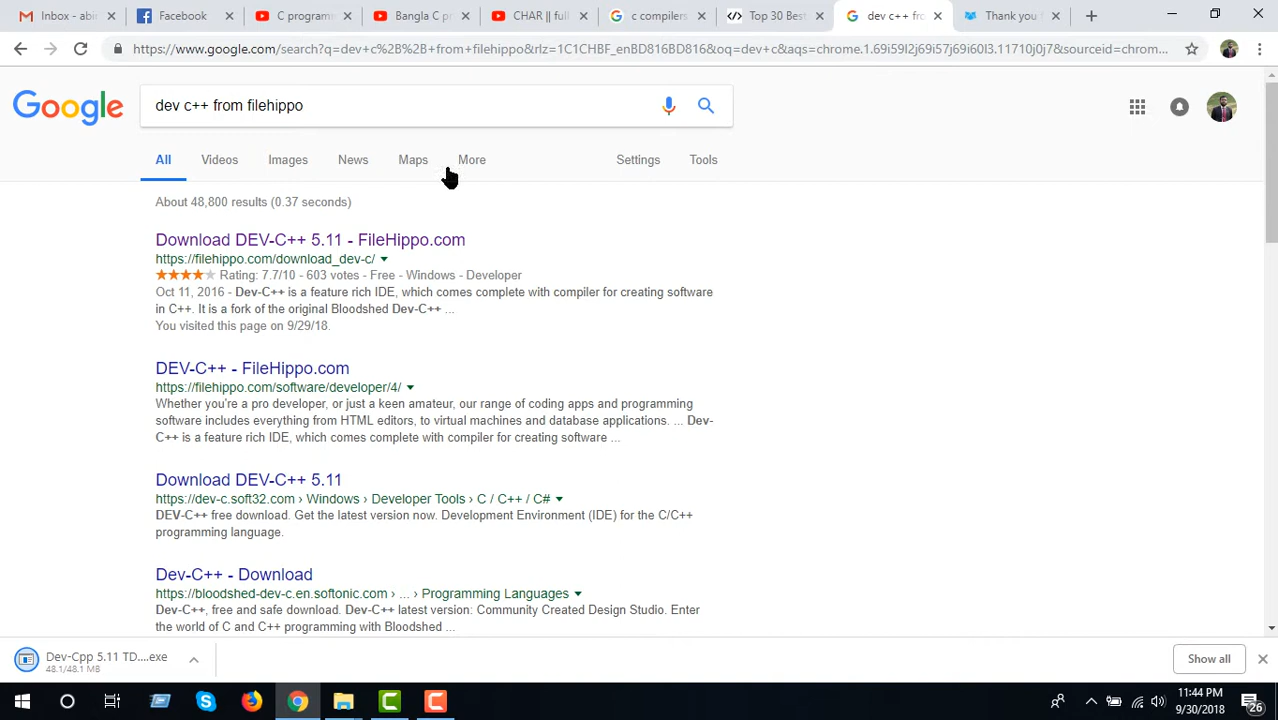 Inbox - abi
Facebook
C program
Bangla C pr
CHAR || full
c compilers
Top 30 Best
dev c++ fro
Thank you f
https://www.google.com/search?q=dev+c%2B%2B+from+filehippo&rlz=1C1CHBF_enBD816BD816&oq=dev+c&aqs=chrome.1.69i59l2j69i57j69i60l3.11710j0j7&sourceid=chrom...
Google
dev c++ from filehippo
All Videos Images News Maps More Settings Tools
About 48,800 results (0.37 seconds)
Download DEV-C++ 5.11 - FileHippo.com
https://filehippo.com/download_dev-c/
Rating: 7.7/10 - 603 votes - Free - Windows - Developer
Oct 11, 2016 - Dev-C++ is a feature rich IDE, which comes complete with compiler for creating software
in C++. It is a fork of the original Bloodshed Dev-C++ ...
You visited this page on 9/29/18.
DEV-C++ - FileHippo.com
https://filehippo.com/software/developer/4/
Whether you're a pro developer, or just a keen amateur, our range of coding apps and programming
software includes everything from HTML editors, to virtual machines and database applications. ... Dev-
C++ is a feature rich IDE, which comes complete with compiler for creating software ...
Download DEV-C++ 5.11
https://dev-c.soft32.com › Windows › Developer Tools › C / C++ / C#
DEV-C++ free download. Get the latest version now. Development Environment (IDE) for the C/C++
programming language.
Dev-C++ - Download
https://bloodshed-dev-c.en.softonic.com › ... › Programming Languages
Dev-C++, free and safe download. Dev-C++ latest version: Community Created Design Studio. Enter
the world of C and C++ programming with Bloodshed ...
Dev-Cpp 5.11 TD....exe
48.1/48.1 MB
Show all
11:44 PM
9/30/2018
26